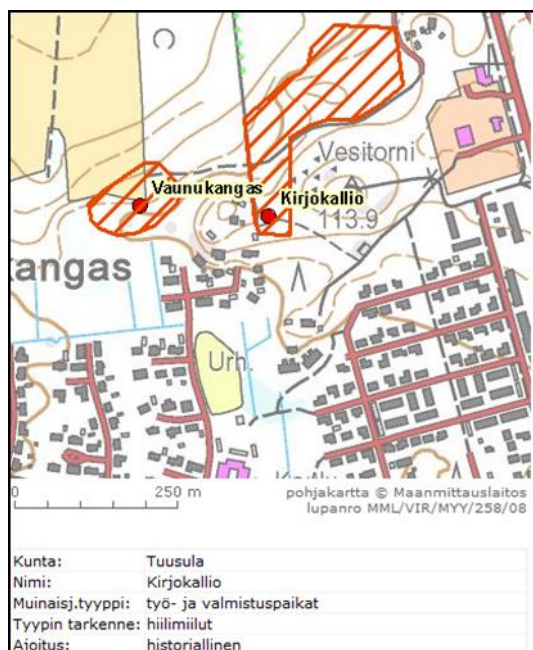 Vesitorni
Vaunukangas
Kirjokallio
113.9
kangas
Urh.
0
250 m
pohjakartta © Maanmittauslaitos
lupanro MML/VIR/MYY/258/08
Kunta: Tuusula
Nimi: Kirjokallio
Muinaisj.tyyppi: työ- ja valmistuspaikat
Tyypin tarkenne: hiilimiilut
Ajoitus: historiallinen